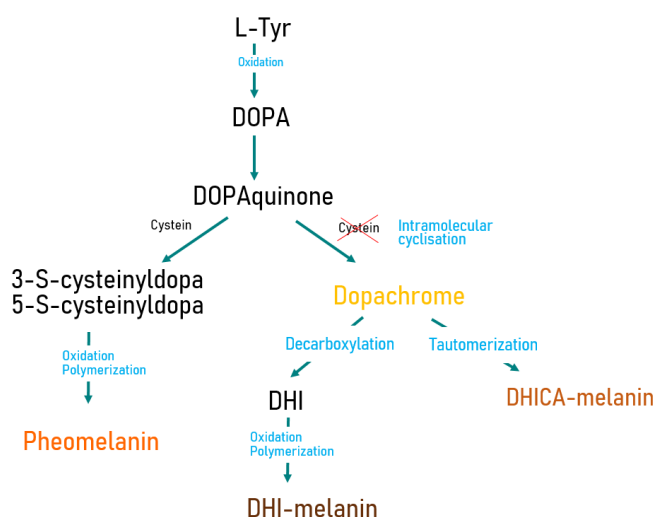 L-Tyr
Oxidation
DOPA
DOPAquinone
Cystein
Cystein
Intramolecular
cyclisation
3-S-cysteinyldopa
5-S-cysteinyldopa
Dopachrome
Oxidation
Polymerization
Decarboxylation
Tautomerization
DHI
DHICA-melanin
Pheomelanin
Oxidation
Polymerization
DHI-melanin